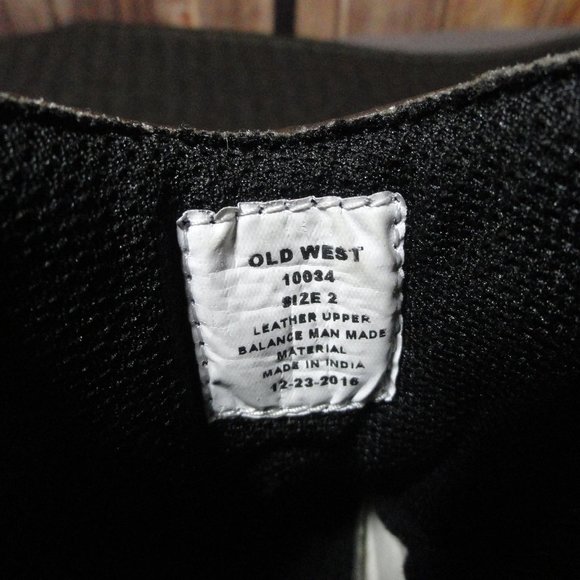 OLD WEST
10034
SIZE 2
LEATHER UPPER
BALANCE MAN MADE
MATERIAL
MADE IN INDIA
12-23-2016